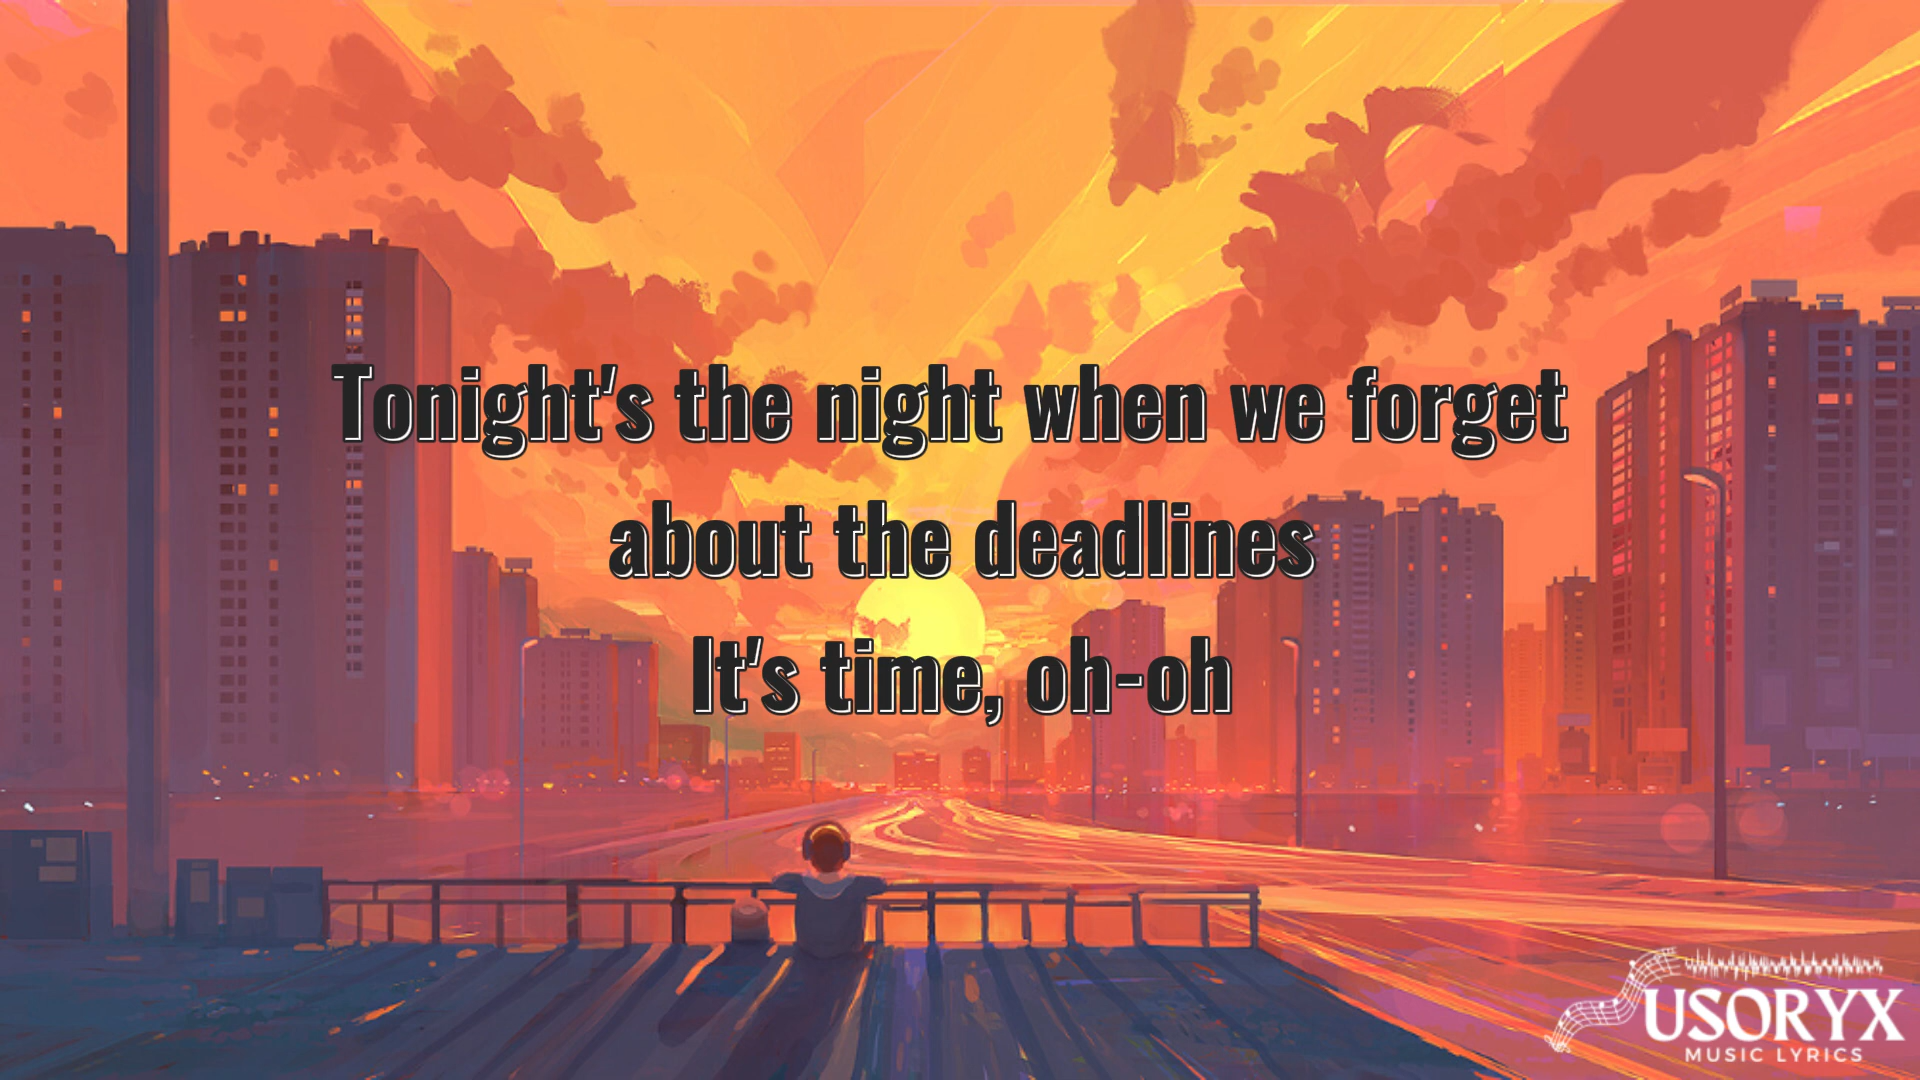 Tonight's the night when we forget
about the deadlines
It's time, oh-oh
USORYX
MUSIC LYRICS